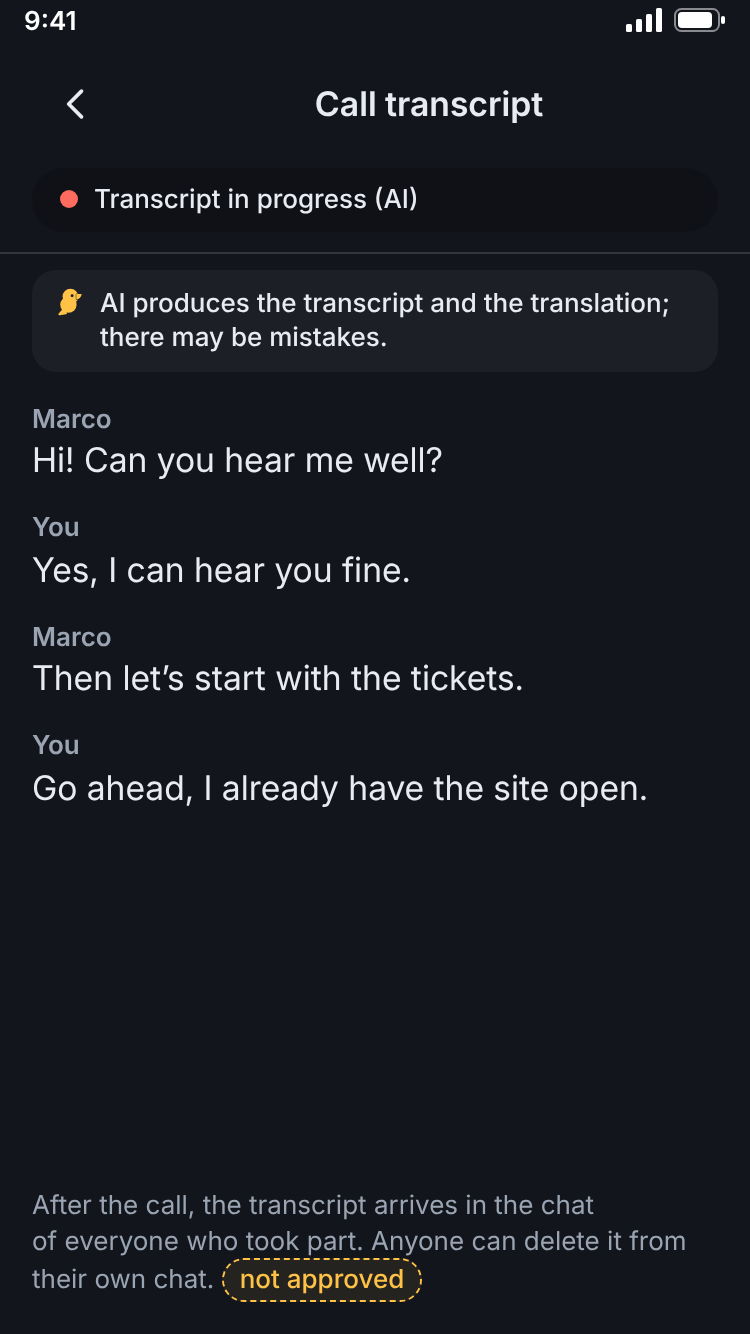 9:41
Call transcript
Transcript in progress (AI)
AI produces the transcript and the translation;
there may be mistakes.
Marco
Hi! Can you hear me well?
You
Yes, I can hear you fine.
Marco
Then let’s start with the tickets.
You
Go ahead, I already have the site open.
After the call, the transcript arrives in the chat
of everyone who took part. Anyone can delete it from
their own chat. not approved